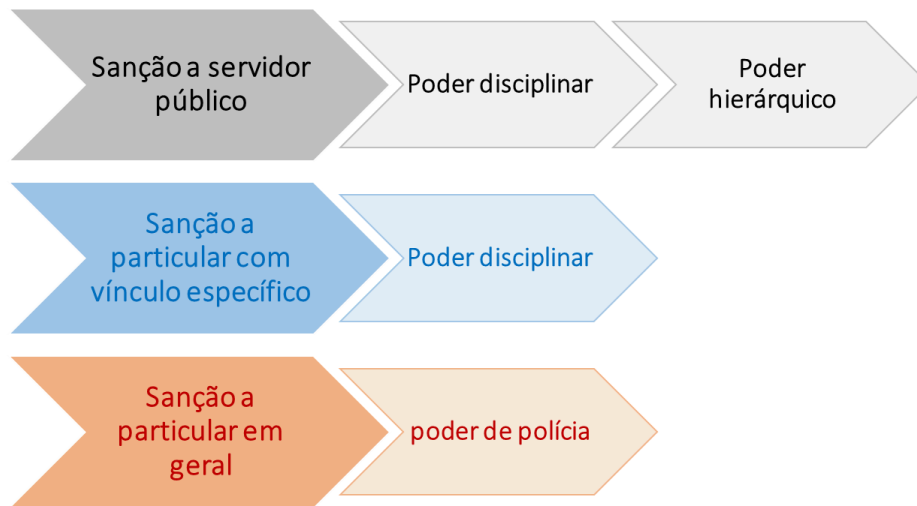 Sanção a servidor
público
Poder disciplinar
Poder
hierárquico
Sanção a
particular com
vínculo específico
Poder disciplinar
Sanção a
particular em
geral
poder de polícia